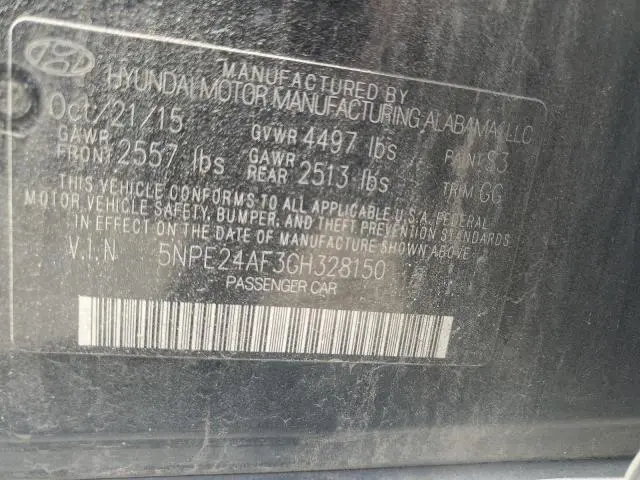 MANUFACTURED BY
HYUNDAI MOTOR MANUFACTURING ALABAMA, LLC
Oct/21/15 GVWR 4497 lbs PAINT S3
GAWR FRONT 2557 lbs GAWR REAR 2513 lbs TRIM GG
THIS VEHICLE CONFORMS TO ALL APPLICABLE U.S.A. FEDERAL
MOTOR VEHICLE SAFETY, BUMPER, AND THEFT PREVENTION STANDARDS
IN EFFECT ON THE DATE OF MANUFACTURE SHOWN ABOVE.
V.I.N 5NPE24AF3GH328150
PASSENGER CAR